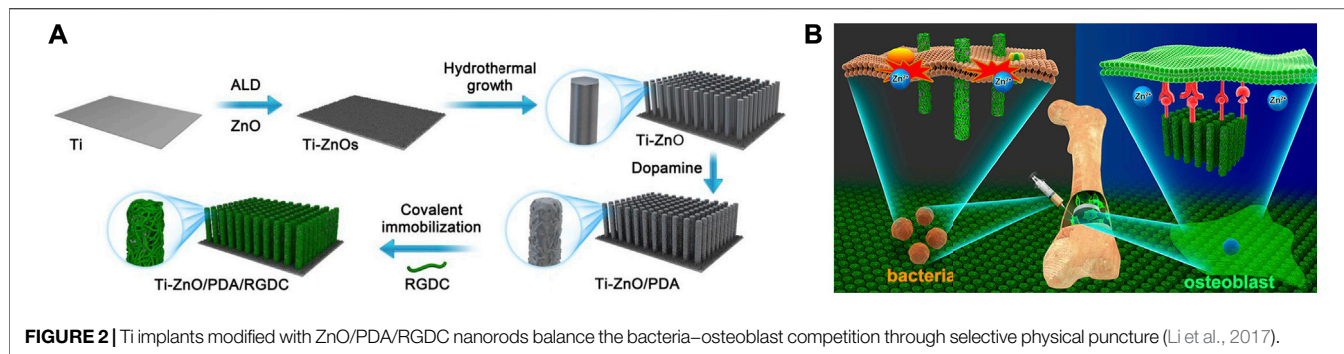 A
ALD
ZnO
Ti
Ti-ZnOs
Hydrothermal
growth
Ti-ZnO
Dopamine
Ti-ZnO/PDA
Covalent
immobilization
RGDC
Ti-ZnO/PDA/RGDC
B
Zn²⁺
Zn²⁺
Zn²⁺
Zn²⁺
bacteria
osteoblast
FIGURE 2 | Ti implants modified with ZnO/PDA/RGDC nanorods balance the bacteria–osteoblast competition through selective physical puncture (Li et al., 2017).